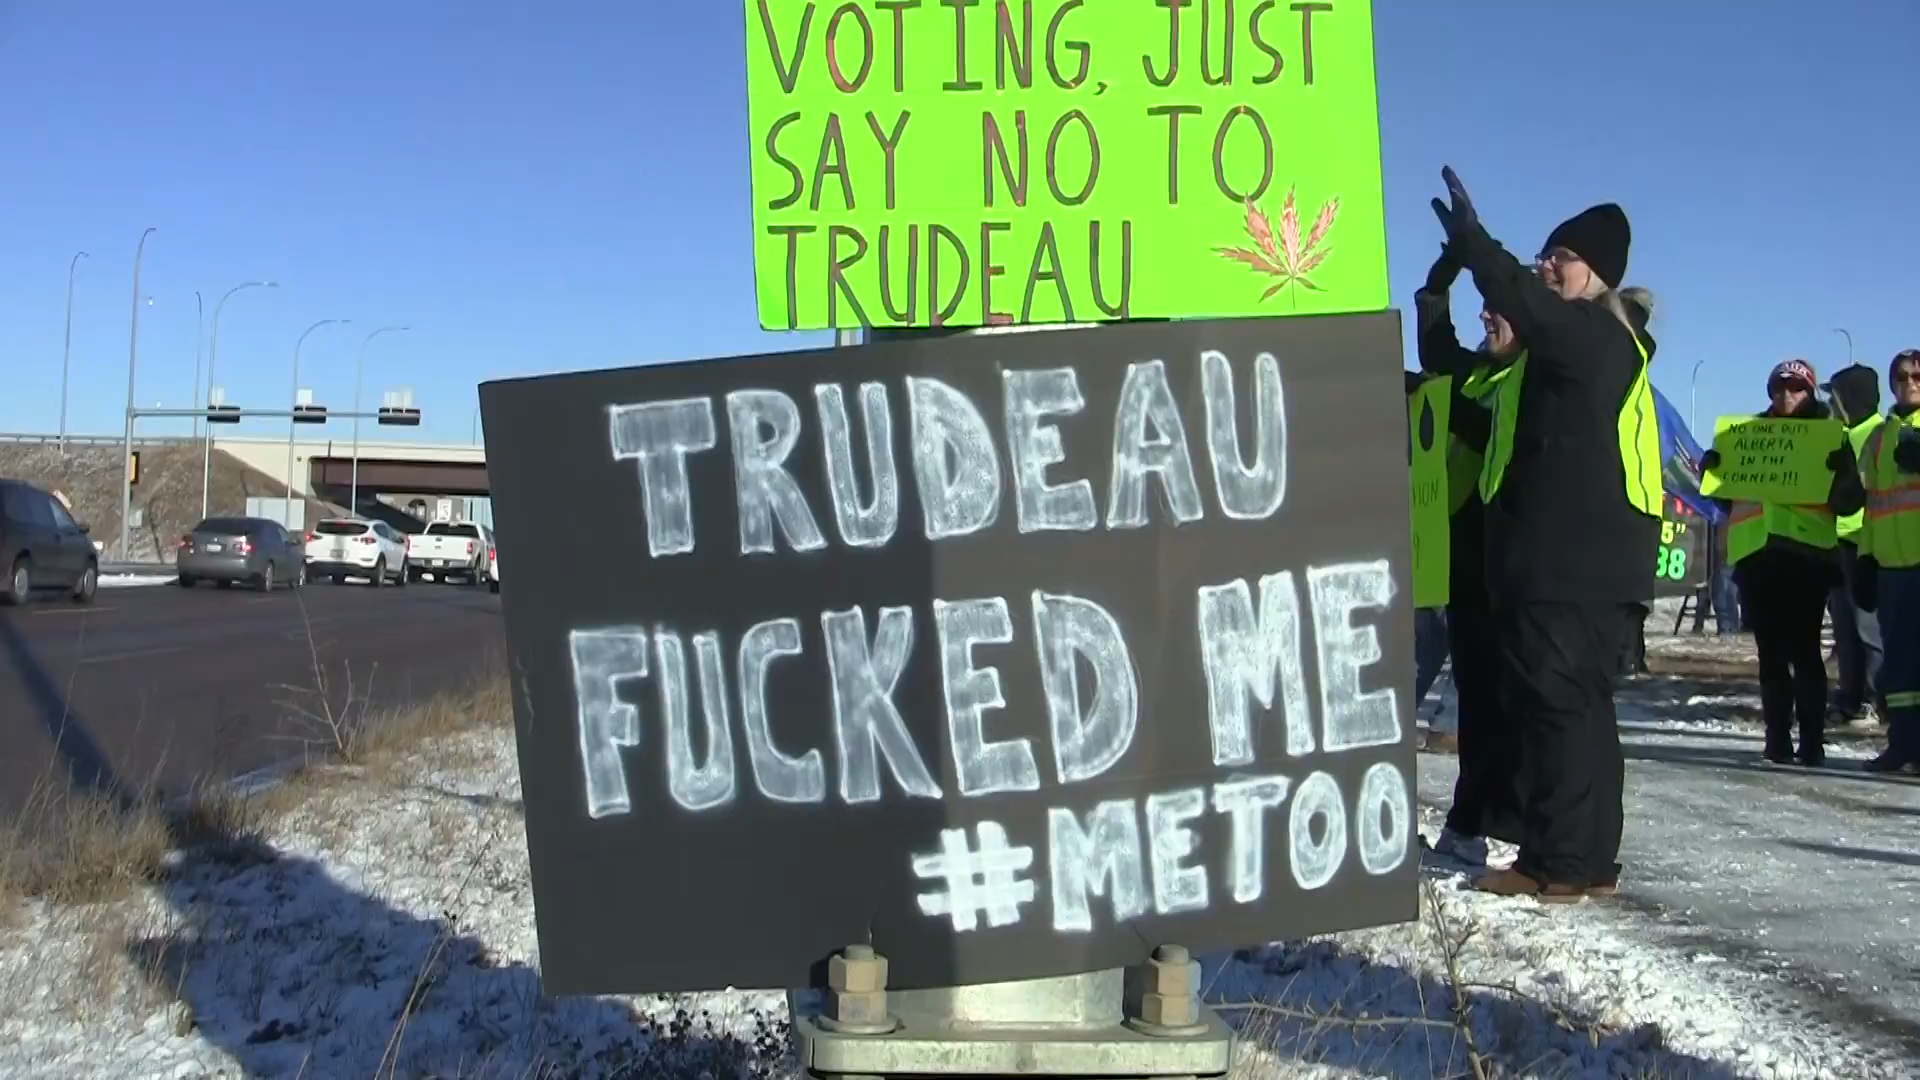 VOTING, JUST
SAY NO TO
TRUDEAU
TRUDEAU
FUCKED ME
#METOO
NO ONE PUTS
ALBERTA
IN THE
CORNER!!!